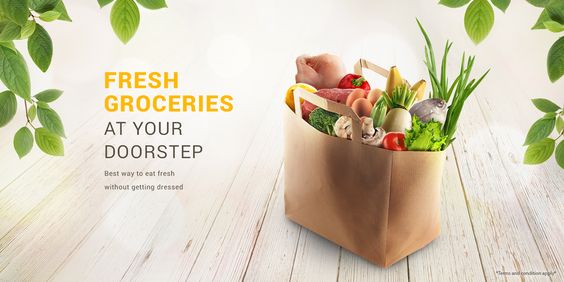 FRESH
GROCERIES
AT YOUR
DOORSTEP
Best way to eat fresh
without getting dressed
*Terms and condition apply*